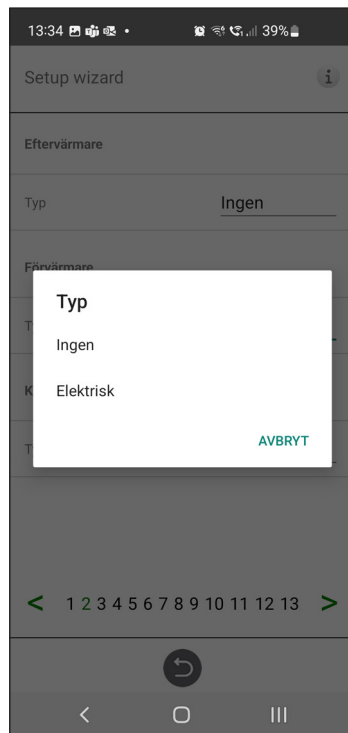 13:34 39%
Setup wizard i
Eftervärmare
Typ Ingen
Förvärmare
Typ
Ingen
Elektrisk
AVBRYT
K
T
< 1 2 3 4 5 6 7 8 9 10 11 12 13 >